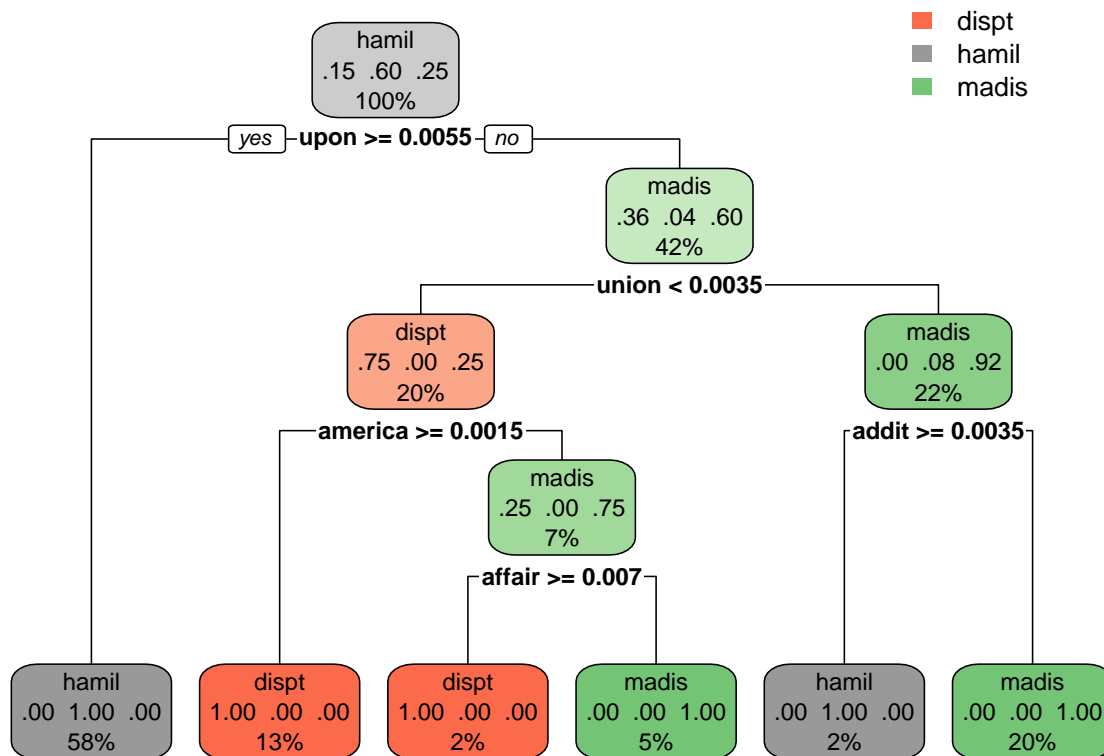 dispt
hamil
madis
hamil
.15 .60 .25
100%
yes upon >= 0.0055 no
madis
.36 .04 .60
42%
union < 0.0035
dispt
.75 .00 .25
20%
madis
.00 .08 .92
22%
america >= 0.0015
addit >= 0.0035
madis
.25 .00 .75
7%
affair >= 0.007
hamil
.00 1.00 .00
58%
dispt
1.00 .00 .00
13%
dispt
1.00 .00 .00
2%
madis
.00 .00 1.00
5%
hamil
.00 1.00 .00
2%
madis
.00 .00 1.00
20%